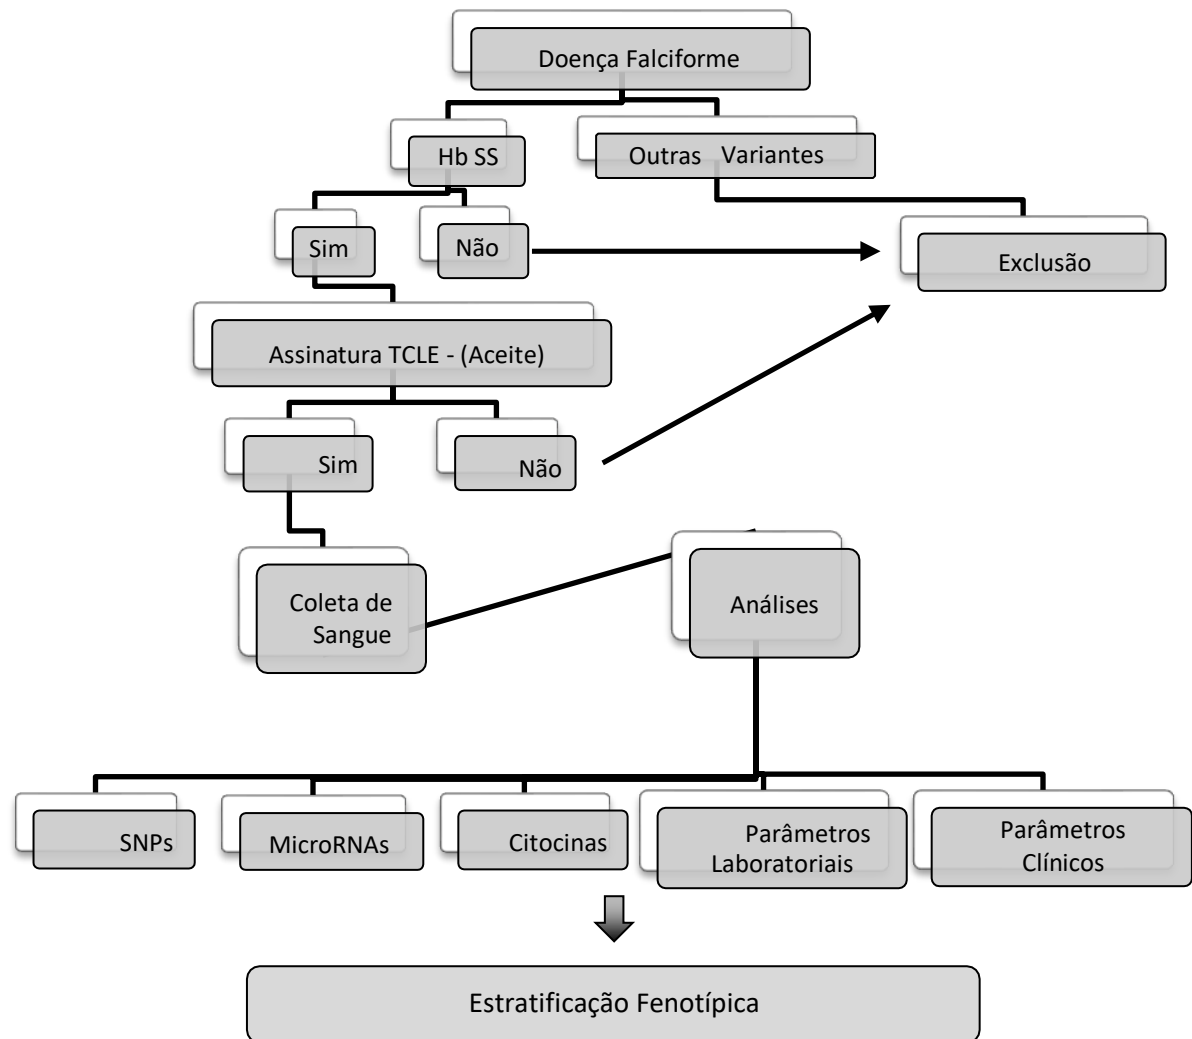 Doença Falciforme
Hb SS
Outras Variantes
Sim
Não
Exclusão
Assinatura TCLE - (Aceite)
Sim
Não
Coleta de
Sangue
Análises
SNPs
MicroRNAs
Citocinas
Parâmetros
Laboratoriais
Parâmetros
Clínicos
Estratificação Fenotípica